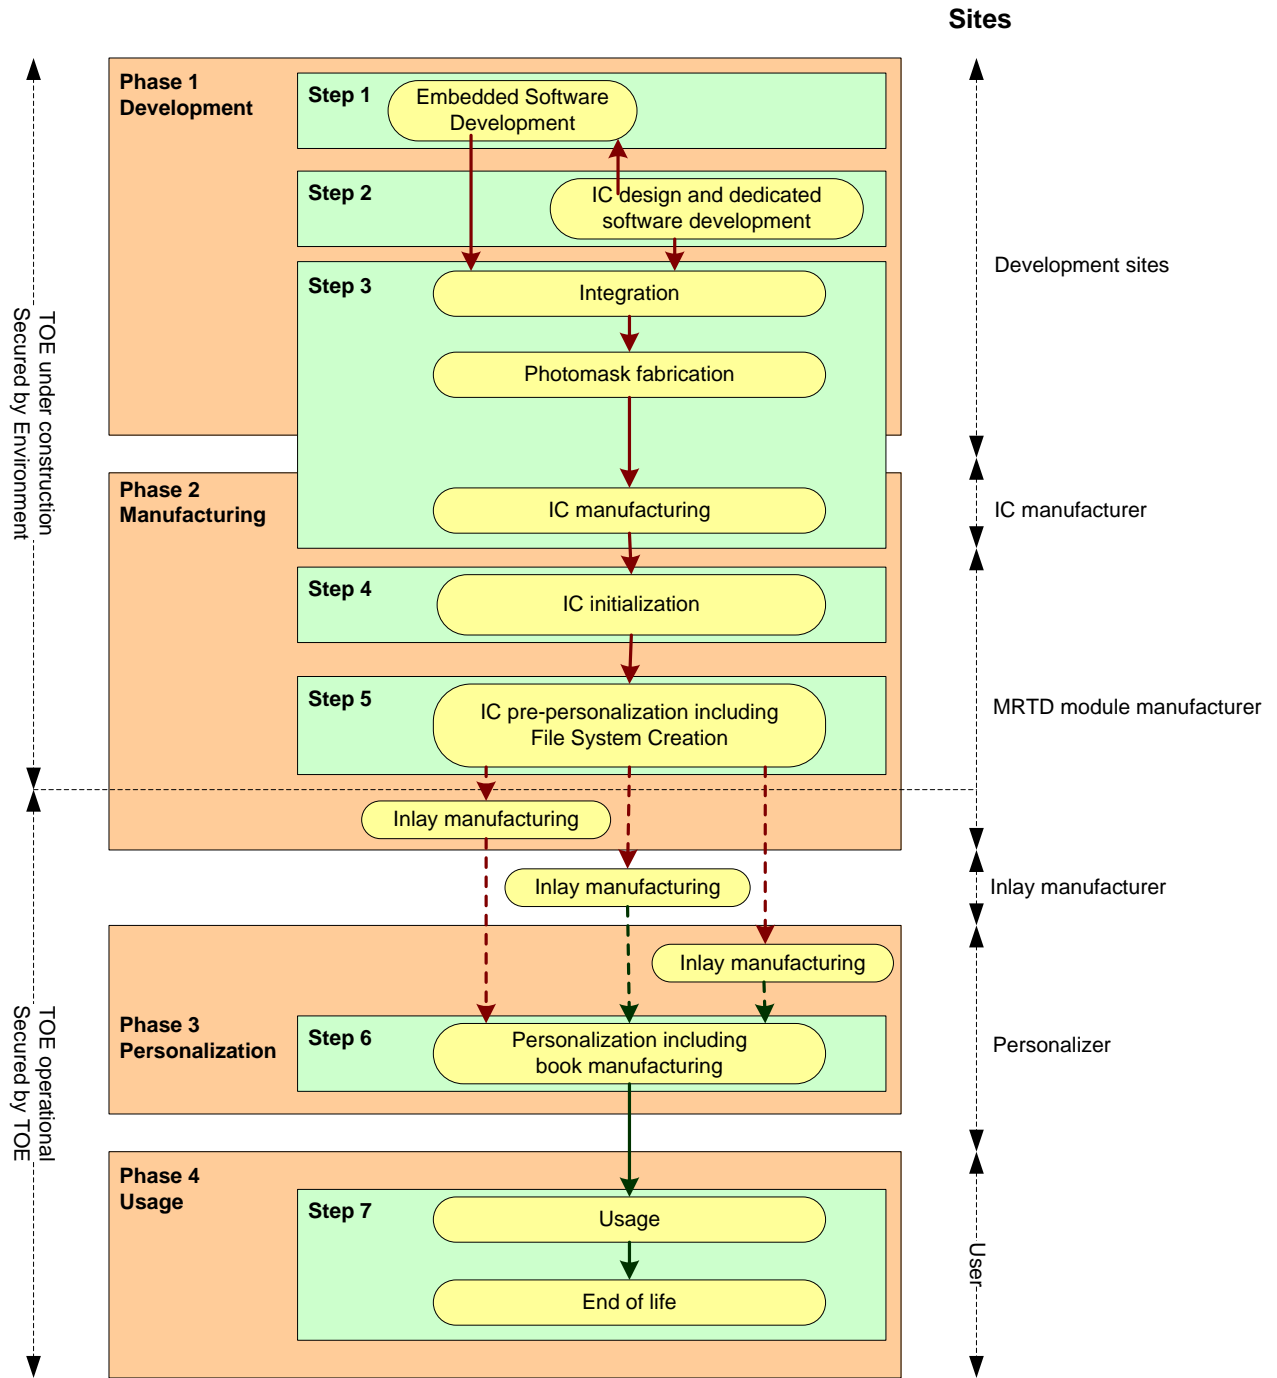 Sites
Phase 1
Development
Step 1
Embedded Software
Development
Step 2
IC design and dedicated
software development
Step 3
Integration
Development sites
Photomask fabrication
TOE under construction
Secured by Environment
Phase 2
Manufacturing
IC manufacturing
IC manufacturer
Step 4
IC initialization
Step 5
IC pre-personalization including
File System Creation
MRTD module manufacturer
Inlay manufacturing
Inlay manufacturing
Inlay manufacturer
Inlay manufacturing
Phase 3
Personalization
Step 6
Personalization including
book manufacturing
Personalizer
TOE operational
Secured by TOE
Phase 4
Usage
Step 7
Usage
User
End of life